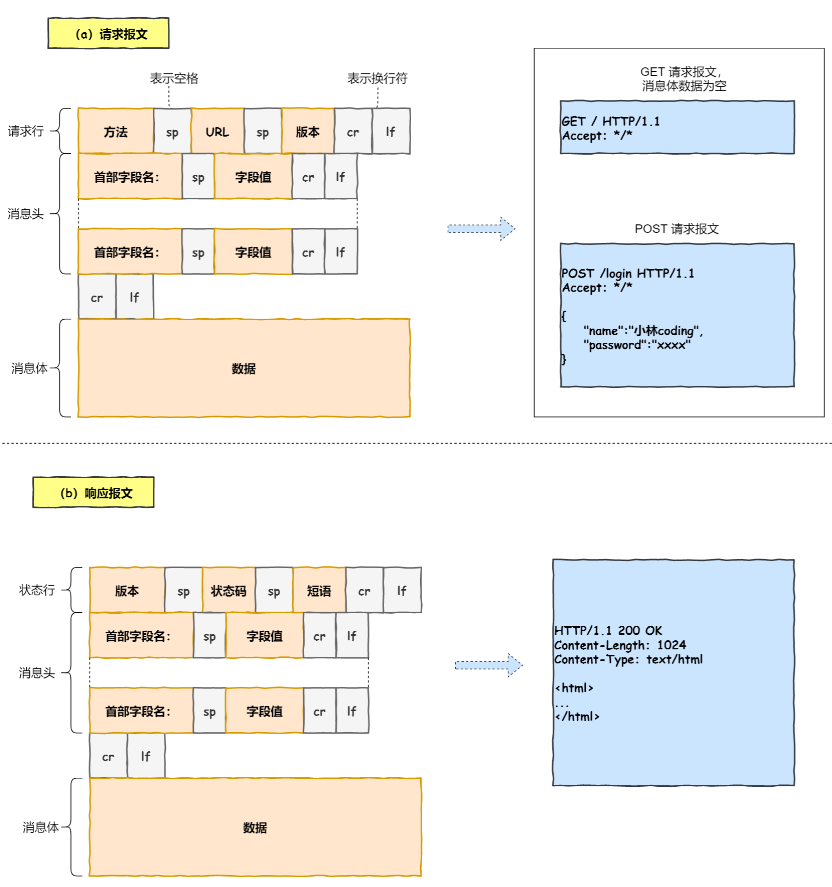 (a) 请求报文
表示空格
表示换行符
请求行
方法 sp URL sp 版本 cr lf
消息头
首部字段名: sp 字段值 cr lf
首部字段名: sp 字段值 cr lf
cr lf
消息体
数据
GET 请求报文,
消息体数据为空
GET / HTTP/1.1
Accept: */*
POST 请求报文
POST /login HTTP/1.1
Accept: */*
{
"name":"小林coding",
"password":"xxxx"
}
(b) 响应报文
状态行
版本 sp 状态码 sp 短语 cr lf
消息头
首部字段名: sp 字段值 cr lf
首部字段名: sp 字段值 cr lf
cr lf
消息体
数据
HTTP/1.1 200 OK
Content-Length: 1024
Content-Type: text/html
<html>
...
</html>